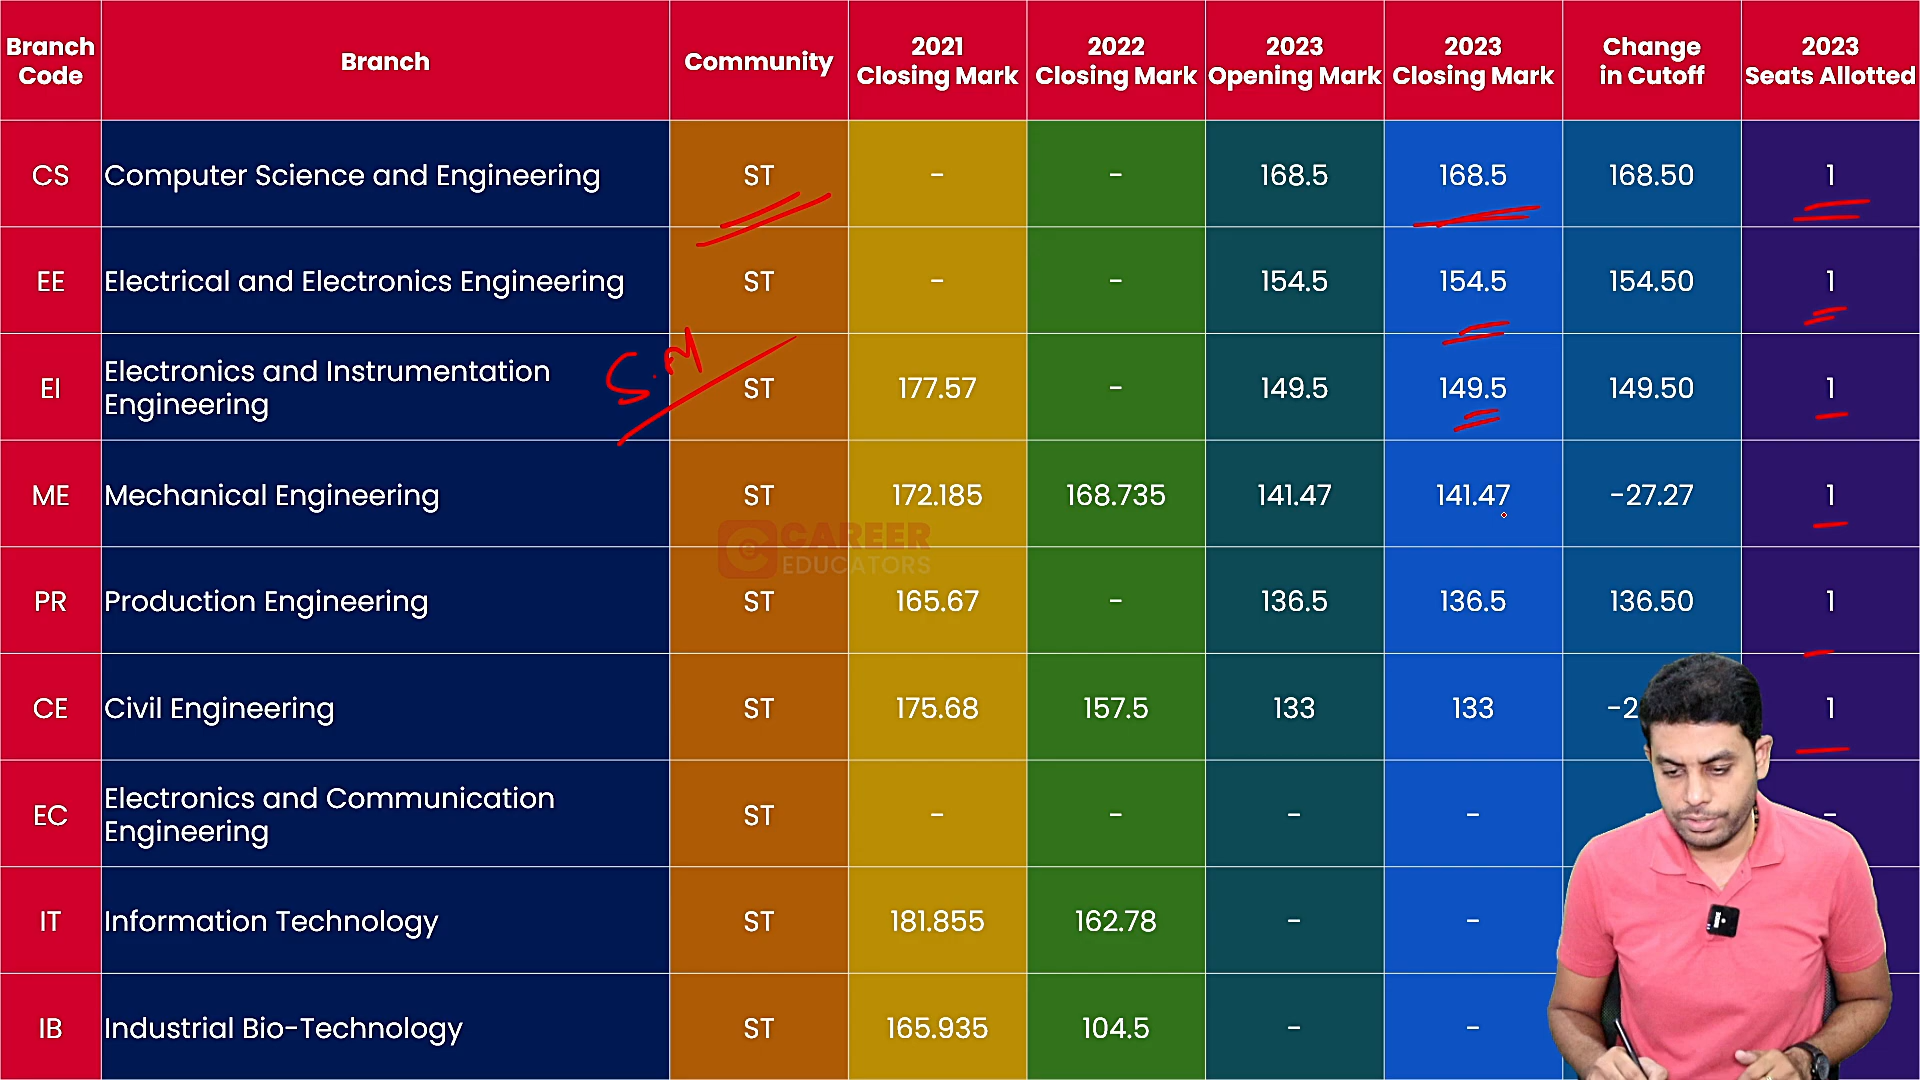 Branch Code Branch Community 2021 Closing Mark 2022 Closing Mark 2023 Opening Mark 2023 Closing Mark Change in Cutoff 2023 Seats Allotted
CS Computer Science and Engineering ST - - 168.5 168.5 168.50 1
EE Electrical and Electronics Engineering ST - - 154.5 154.5 154.50 1
EI Electronics and Instrumentation Engineering ST 177.57 - 149.5 149.5 149.50 1
ME Mechanical Engineering ST 172.185 168.735 141.47 141.47 -27.27 1
CAREER
EDUCATORS
PR Production Engineering ST 165.67 - 136.5 136.5 136.50 1
CE Civil Engineering ST 175.68 157.5 133 133 1
EC Electronics and Communication Engineering ST - - - - -
IT Information Technology ST 181.855 162.78 - -
IB Industrial Bio-Technology ST 165.935 104.5 - -